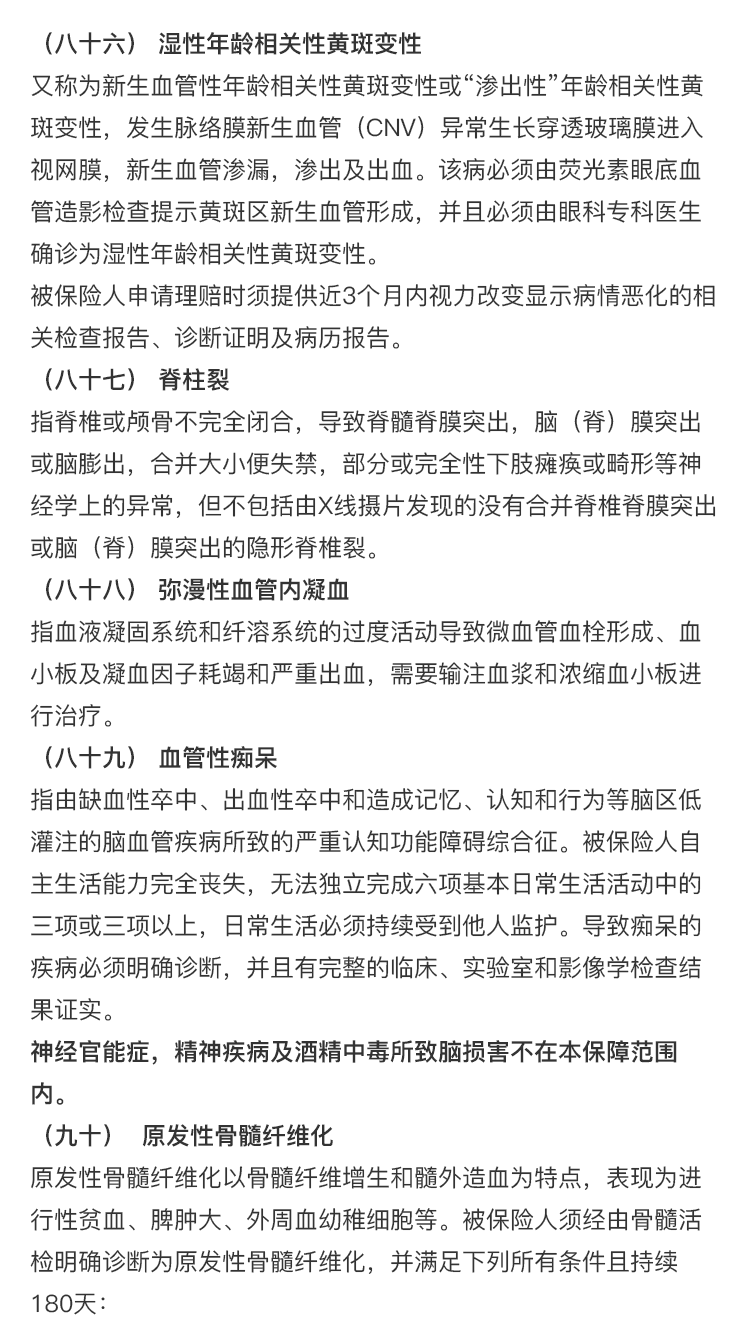 （八十六） 湿性年龄相关性黄斑变性
又称为新生血管性年龄相关性黄斑变性或“渗出性”年龄相关性黄
斑变性，发生脉络膜新生血管（CNV）异常生长穿透玻璃膜进入
视网膜，新生血管渗漏，渗出及出血。该病必须由荧光素眼底血
管造影检查提示黄斑区新生血管形成，并且必须由眼科专科医生
确诊为湿性年龄相关性黄斑变性。
被保险人申请理赔时须提供近3个月内视力改变显示病情恶化的相
关检查报告、诊断证明及病历报告。
（八十七） 脊柱裂
指脊椎或颅骨不完全闭合，导致脊髓脊膜突出，脑（脊）膜突出
或脑膨出，合并大小便失禁，部分或完全性下肢瘫痪或畸形等神
经学上的异常，但不包括由X线摄片发现的没有合并脊椎脊膜突出
或脑（脊）膜突出的隐形脊椎裂。
（八十八） 弥漫性血管内凝血
指血液凝固系统和纤溶系统的过度活动导致微血管血栓形成、血
小板及凝血因子耗竭和严重出血，需要输注血浆和浓缩血小板进
行治疗。
（八十九） 血管性痴呆
指由缺血性卒中、出血性卒中和造成记忆、认知和行为等脑区低
灌注的脑血管疾病所致的严重认知功能障碍综合征。被保险人自
主生活能力完全丧失，无法独立完成六项基本日常生活活动中的
三项或三项以上，日常生活必须持续受到他人监护。导致痴呆的
疾病必须明确诊断，并且有完整的临床、实验室和影像学检查结
果证实。
神经官能症，精神疾病及酒精中毒所致脑损害不在本保障范围
内。
（九十） 原发性骨髓纤维化
原发性骨髓纤维化以骨髓纤维增生和髓外造血为特点，表现为进
行性贫血、脾肿大、外周血幼稚细胞等。被保险人须经由骨髓活
检明确诊断为原发性骨髓纤维化，并满足下列所有条件且持续
180天：